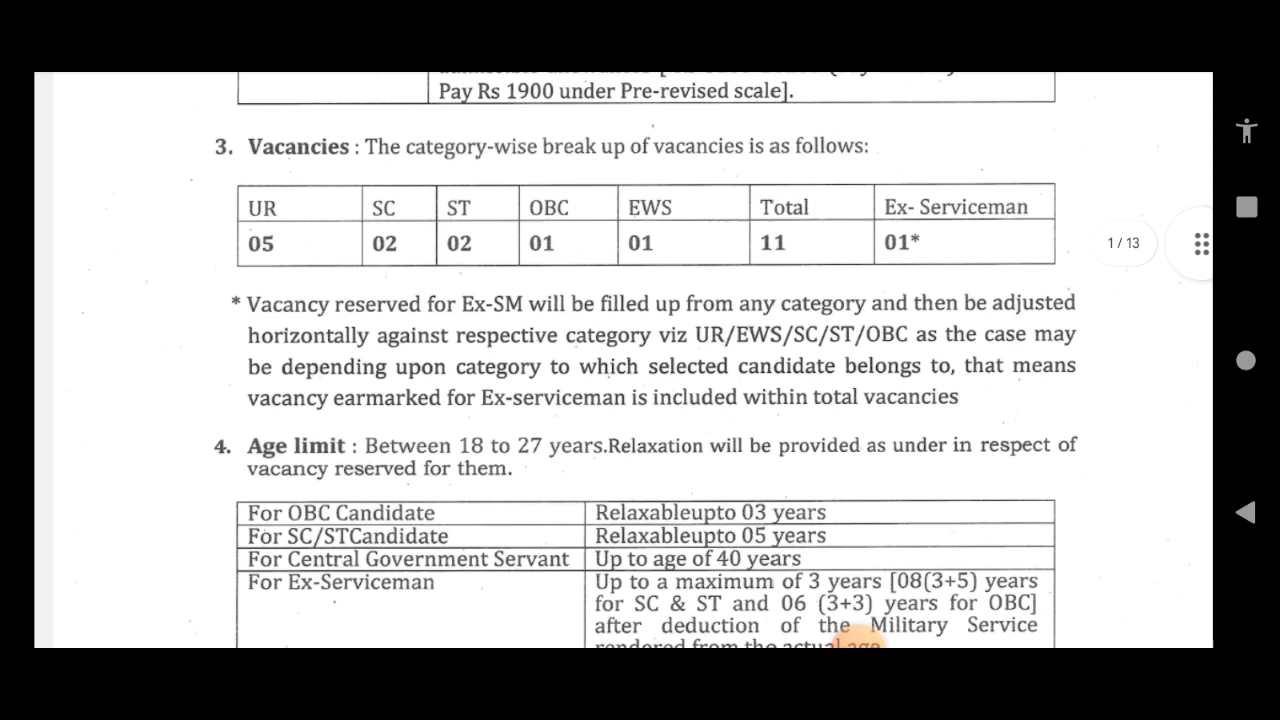 Pay Rs 1900 under Pre-revised scale].
3. Vacancies : The category-wise break up of vacancies is as follows:
UR SC ST OBC EWS Total Ex- Serviceman
05 02 02 01 01 11 01*
1 / 13
* Vacancy reserved for Ex-SM will be filled up from any category and then be adjusted
horizontally against respective category viz UR/EWS/SC/ST/OBC as the case may
be depending upon category to which selected candidate belongs to, that means
vacancy earmarked for Ex-serviceman is included within total vacancies
4. Age limit : Between 18 to 27 years.Relaxation will be provided as under in respect of
vacancy reserved for them.
For OBC Candidate Relaxableupto 03 years
For SC/STCandidate Relaxableupto 05 years
For Central Government Servant Up to age of 40 years
For Ex-Serviceman Up to a maximum of 3 years [08(3+5) years
for SC & ST and 06 (3+3) years for OBC]
after deduction of the Military Service
rendered from the actual age